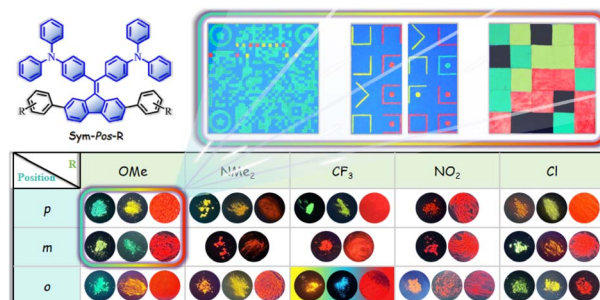 N
N
R
R
Sym-Pos-R
R
Position
OMe
NMe₂
CF₃
NO₂
Cl
p
m
o